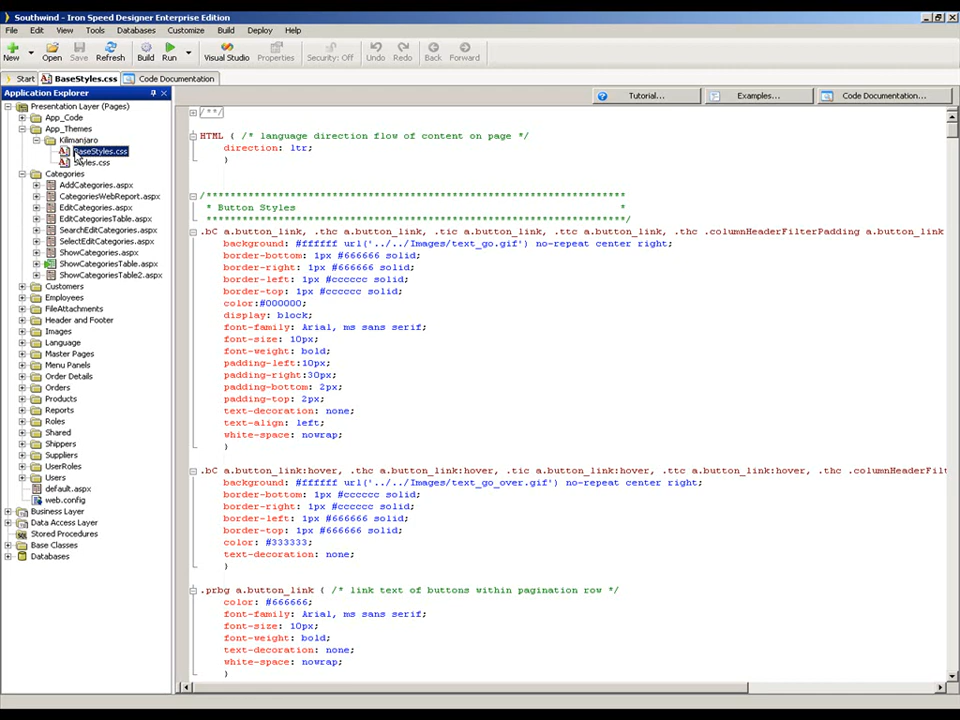 Southwind - Iron Speed Designer Enterprise Edition
File Edit View Tools Databases Customize Build Deploy Help
New Open Save Refresh Build Run Visual Studio Properties Security: Off Undo Redo Back Forward
Start BaseStyles.css Code Documentation
Application Explorer
Tutorial... Examples... Code Documentation...
Presentation Layer (Pages)
App_Code
App_Themes
Kilimanjaro
BaseStyles.css
Styles.css
Categories
AddCategories.aspx
CategoriesWebReport.aspx
EditCategories.aspx
EditCategoriesTable.aspx
SearchEditCategories.aspx
SelectEditCategories.aspx
ShowCategories.aspx
ShowCategoriesTable.aspx
ShowCategoriesTable2.aspx
Customers
Employees
FileAttachments
Header and Footer
Images
Language
Master Pages
Menu Panels
Order Details
Orders
Products
Reports
Roles
Shared
Shippers
Suppliers
UserRoles
Users
default.aspx
web.config
Business Layer
Data Access Layer
Stored Procedures
Base Classes
Databases
/**/
HTML { /* language direction flow of content on page */
direction: ltr;
}
/**********************************************************************
* Button Styles *
**********************************************************************/
.bC a.button_link, .thc a.button_link, .tic a.button_link, .ttc a.button_link, .thc .columnHeaderFilterPadding a.button_link
background: #ffffff url('../../Images/text_go.gif') no-repeat center right;
border-bottom: 1px #666666 solid;
border-right: 1px #666666 solid;
border-left: 1px #cccccc solid;
border-top: 1px #cccccc solid;
color:#000000;
display: block;
font-family: Arial, ms sans serif;
font-size: 10px;
font-weight: bold;
padding-left:10px;
padding-right:30px;
padding-bottom: 2px;
padding-top: 2px;
text-decoration: none;
text-align: left;
white-space: nowrap;
}
.bC a.button_link:hover, .thc a.button_link:hover, .tic a.button_link:hover, .ttc a.button_link:hover, .thc .columnHeaderFilt
background: #ffffff url('../../Images/text_go_over.gif') no-repeat center right;
border-bottom: 1px #cccccc solid;
border-right: 1px #cccccc solid;
border-left: 1px #666666 solid;
border-top: 1px #666666 solid;
color: #333333;
text-decoration: none;
}
.prbg a.button_link { /* link text of buttons within pagination row */
color: #666666;
font-family: Arial, ms sans serif;
font-size: 10px;
font-weight: bold;
text-decoration: none;
white-space: nowrap;
}